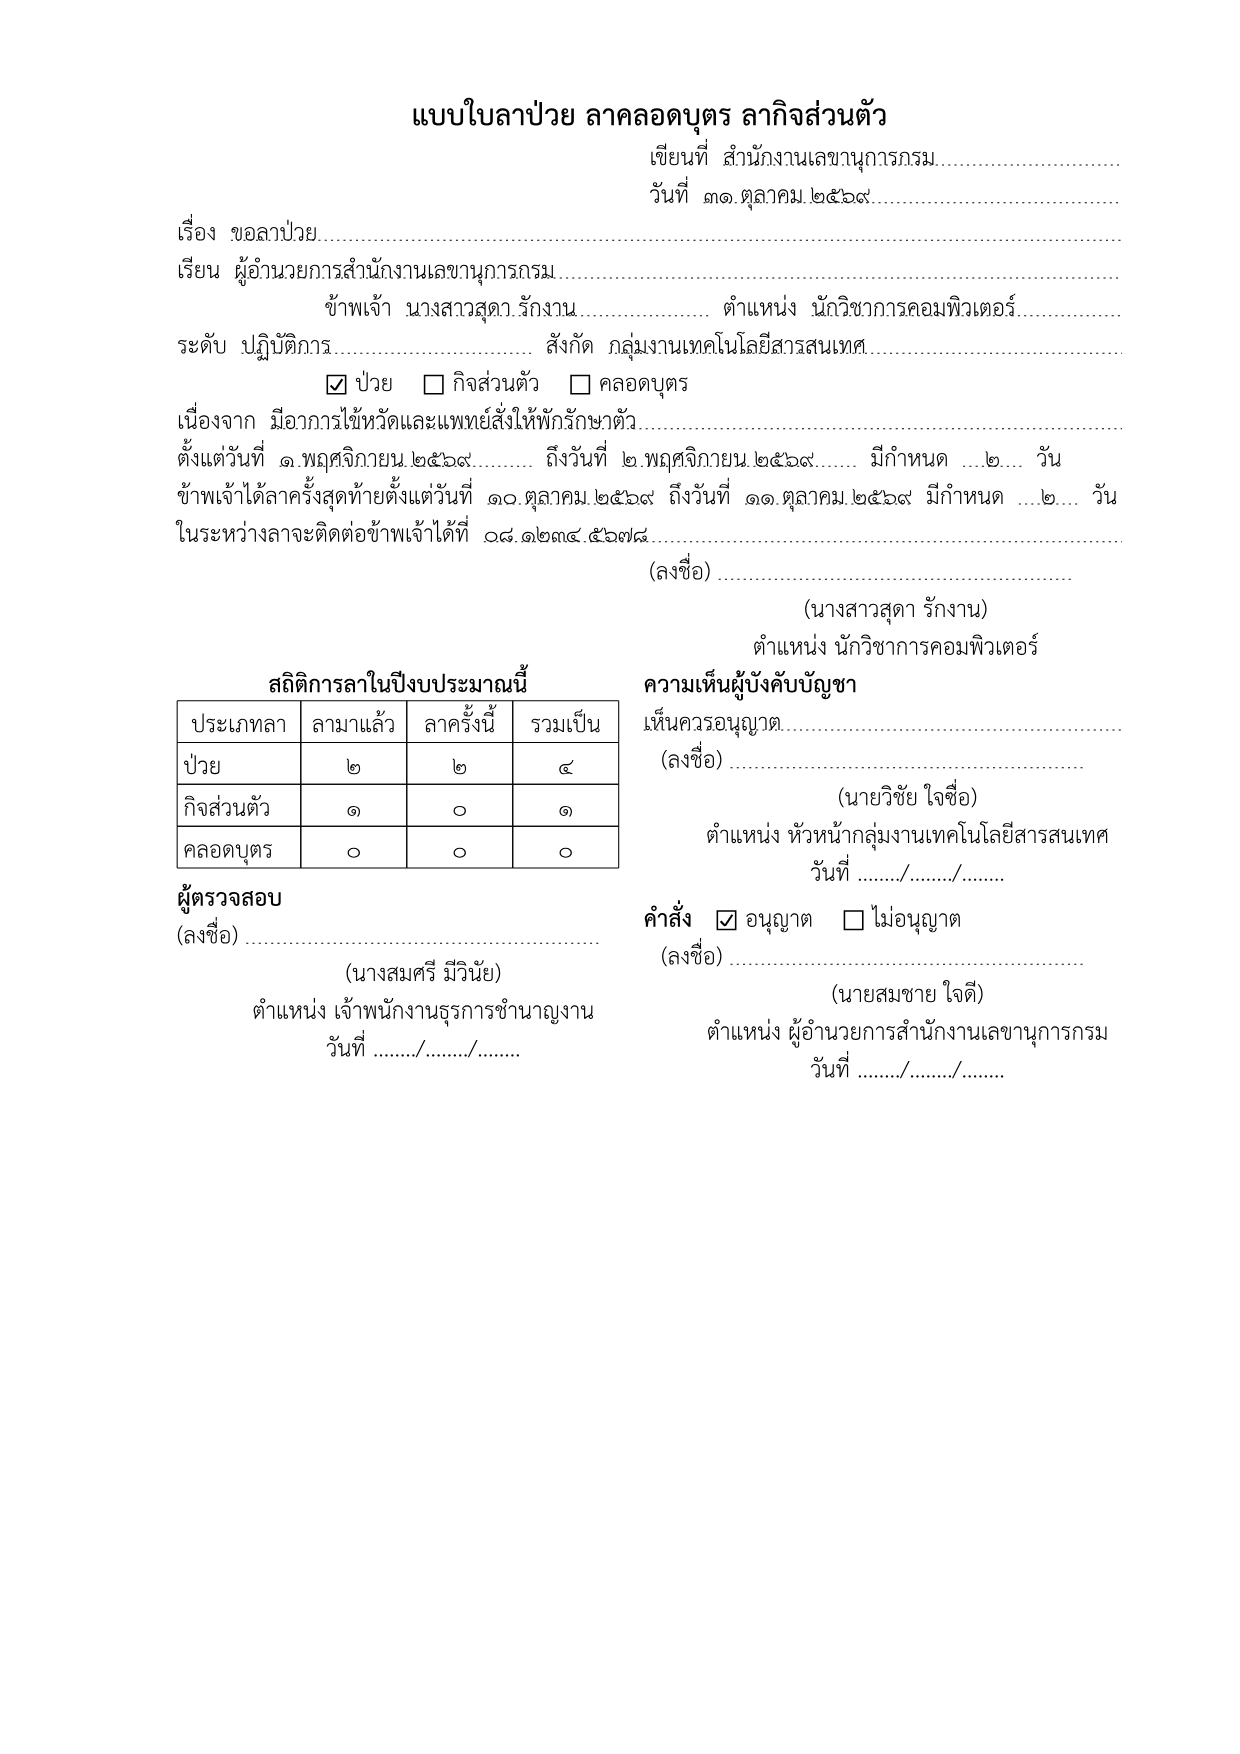 แบบใบลาป่วย ลาคลอดบุตร ลากิจส่วนตัว
เขียนที่ สำนักงานเลขานุการกรม
วันที่ ๓๑ ตุลาคม ๒๕๖๙
เรื่อง ขอลาป่วย
เรียน ผู้อำนวยการสำนักงานเลขานุการกรม
ข้าพเจ้า นางสาวสุดา รักงาน ตำแหน่ง นักวิชาการคอมพิวเตอร์
ระดับ ปฏิบัติการ สังกัด กลุ่มงานเทคโนโลยีสารสนเทศ
☑ ป่วย ☐ กิจส่วนตัว ☐ คลอดบุตร
เนื่องจาก มีอาการไข้หวัดและแพทย์สั่งให้พักรักษาตัว
ตั้งแต่วันที่ ๑ พฤศจิกายน ๒๕๖๙ ถึงวันที่ ๒ พฤศจิกายน ๒๕๖๙ มีกำหนด ๒ วัน
ข้าพเจ้าได้ลาครั้งสุดท้ายตั้งแต่วันที่ ๑๐ ตุลาคม ๒๕๖๙ ถึงวันที่ ๑๑ ตุลาคม ๒๕๖๙ มีกำหนด ๒ วัน
ในระหว่างลาจะติดต่อข้าพเจ้าได้ที่ ๐๘ ๑๒๓๔ ๕๖๗๘
(ลงชื่อ) ........................................................
(นางสาวสุดา รักงาน)
ตำแหน่ง นักวิชาการคอมพิวเตอร์
สถิติการลาในปีงบประมาณนี้
ประเภทลา ลามาแล้ว ลาครั้งนี้ รวมเป็น
ป่วย ๒ ๒ ๔
กิจส่วนตัว ๑ ๐ ๑
คลอดบุตร ๐ ๐ ๐
ผู้ตรวจสอบ
(ลงชื่อ) ........................................................
(นางสมศรี มีวินัย)
ตำแหน่ง เจ้าพนักงานธุรการชำนาญงาน
วันที่ ......../......../........
ความเห็นผู้บังคับบัญชา
เห็นควรอนุญาต
(ลงชื่อ) ........................................................
(นายวิชัย ใจซื่อ)
ตำแหน่ง หัวหน้ากลุ่มงานเทคโนโลยีสารสนเทศ
วันที่ ......../......../........
คำสั่ง ☑ อนุญาต ☐ ไม่อนุญาต
(ลงชื่อ) ........................................................
(นายสมชาย ใจดี)
ตำแหน่ง ผู้อำนวยการสำนักงานเลขานุการกรม
วันที่ ......../......../........